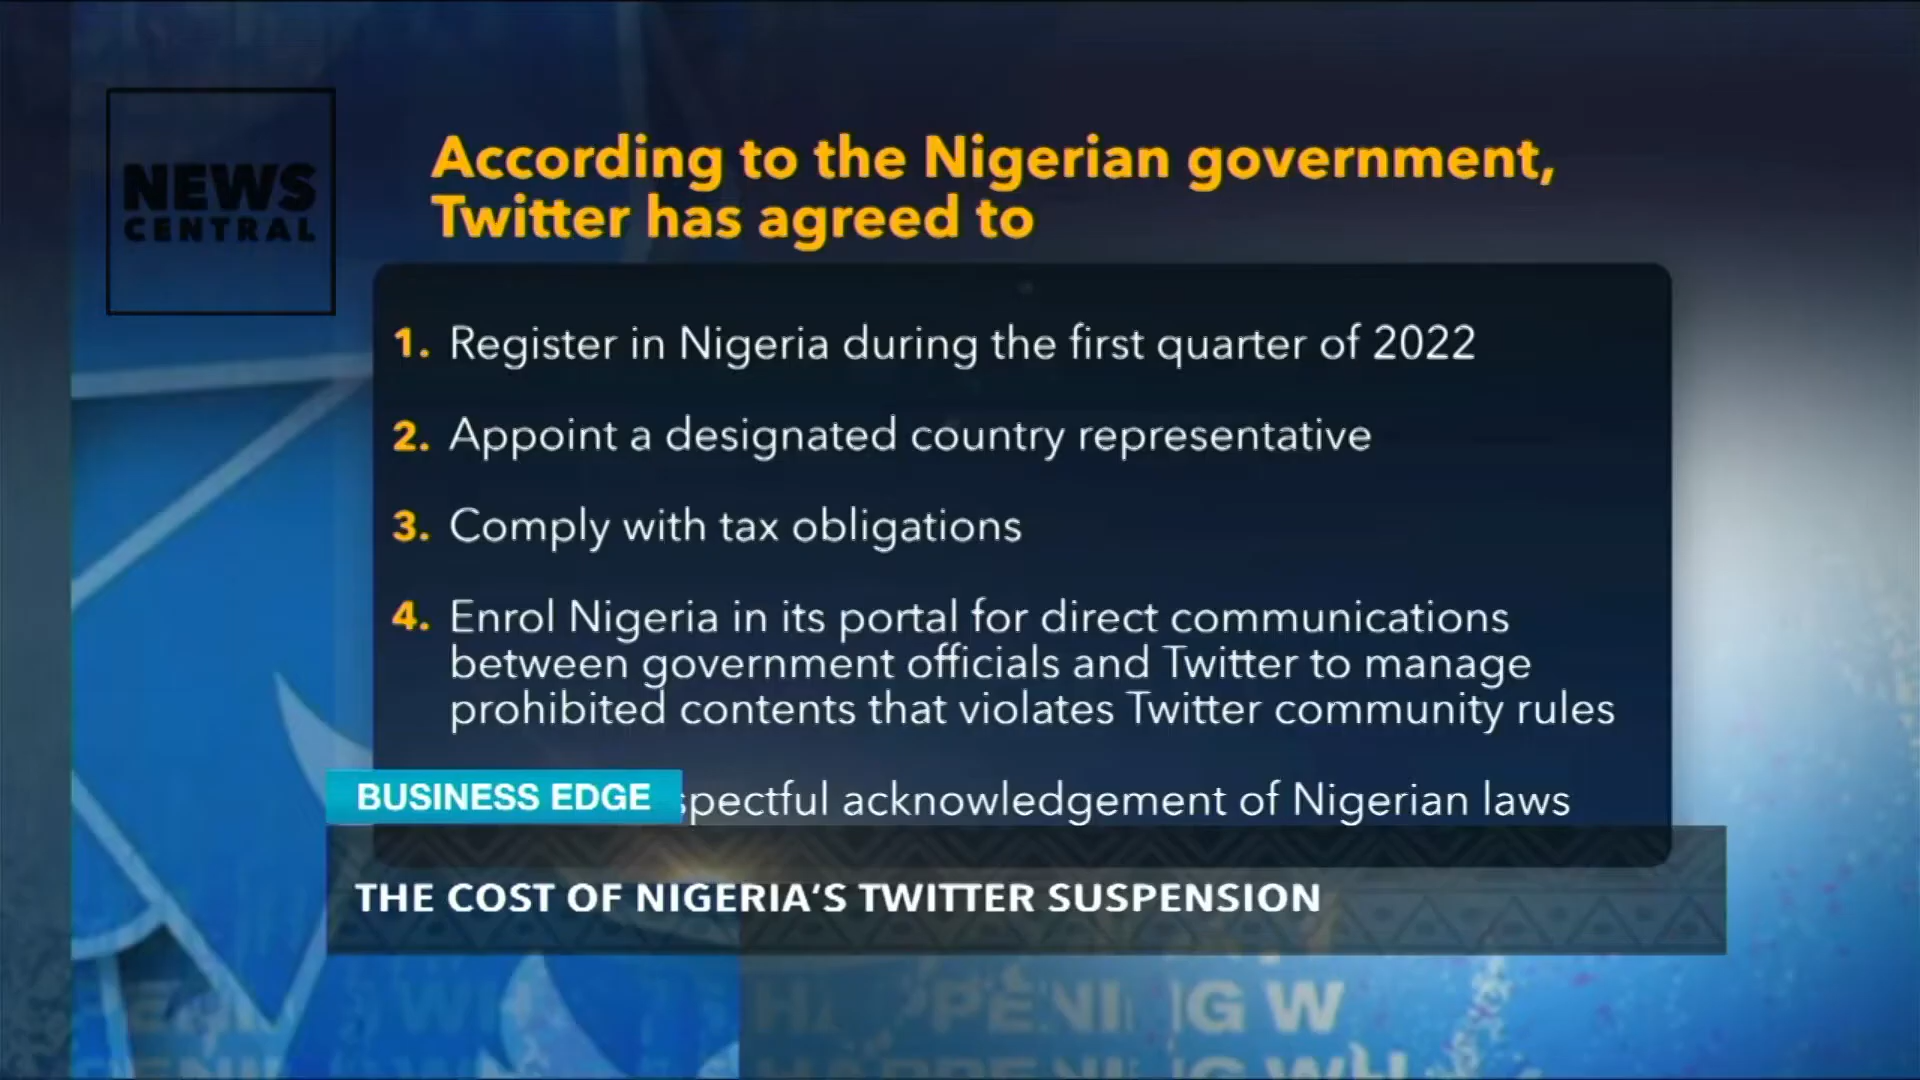 NEWS
CENTRAL
According to the Nigerian government,
Twitter has agreed to
1. Register in Nigeria during the first quarter of 2022
2. Appoint a designated country representative
3. Comply with tax obligations
4. Enrol Nigeria in its portal for direct communications
between government officials and Twitter to manage
prohibited contents that violates Twitter community rules
BUSINESS EDGE
acknowledgement of Nigerian laws
THE COST OF NIGERIA'S TWITTER SUSPENSION